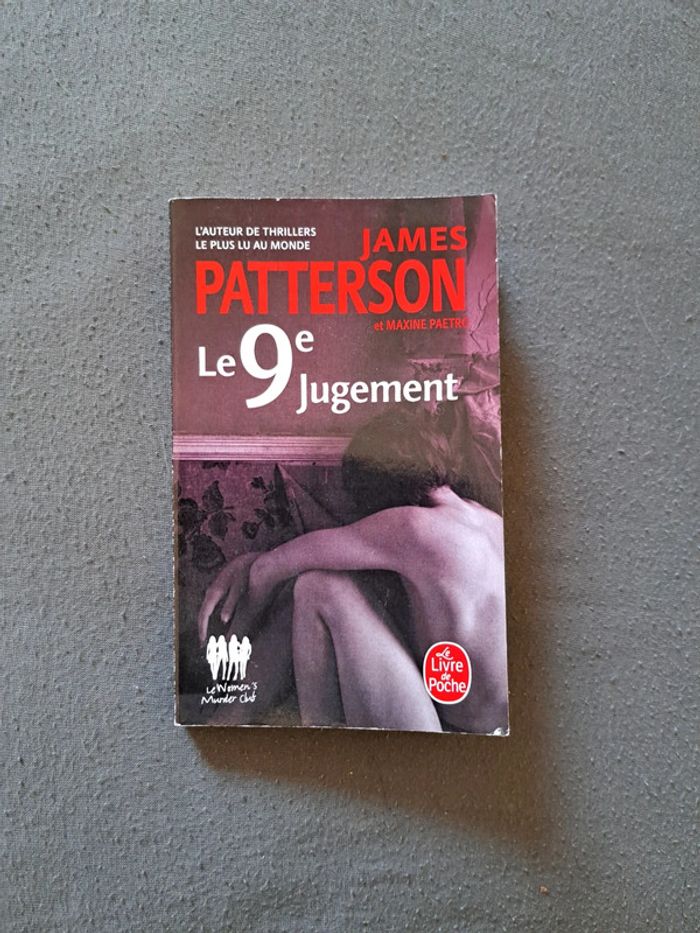 L'AUTEUR DE THRILLERS
LE PLUS LU AU MONDE
JAMES
PATTERSON
et MAXINE PAETRO
Le 9e
Jugement
Le Women's
Murder Club
Le
Livre
de
Poche